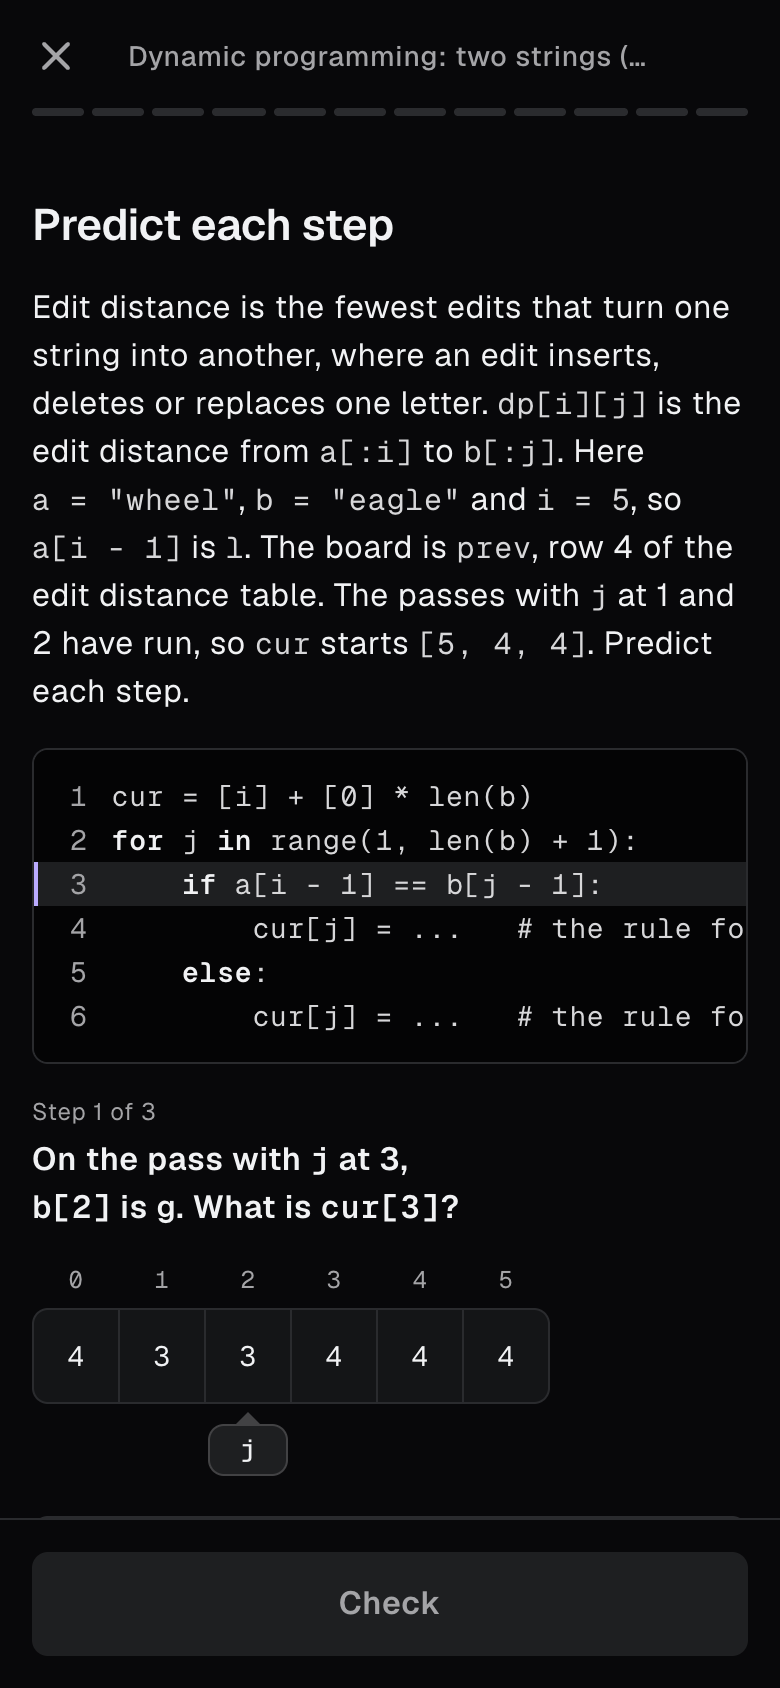 Dynamic programming: two strings (…
Predict each step
Edit distance is the fewest edits that turn one
string into another, where an edit inserts,
deletes or replaces one letter. dp[i][j] is the
edit distance from a[:i] to b[:j]. Here
a = "wheel", b = "eagle" and i = 5, so
a[i - 1] is l. The board is prev, row 4 of the
edit distance table. The passes with j at 1 and
2 have run, so cur starts [5, 4, 4]. Predict
each step.
1 cur = [i] + [0] * len(b)
2 for j in range(1, len(b) + 1):
3     if a[i - 1] == b[j - 1]:
4         cur[j] = ...   # the rule fo
5     else:
6         cur[j] = ...   # the rule fo
Step 1 of 3
On the pass with j at 3,
b[2] is g. What is cur[3]?
0 1 2 3 4 5
4 3 3 4 4 4
j
Check